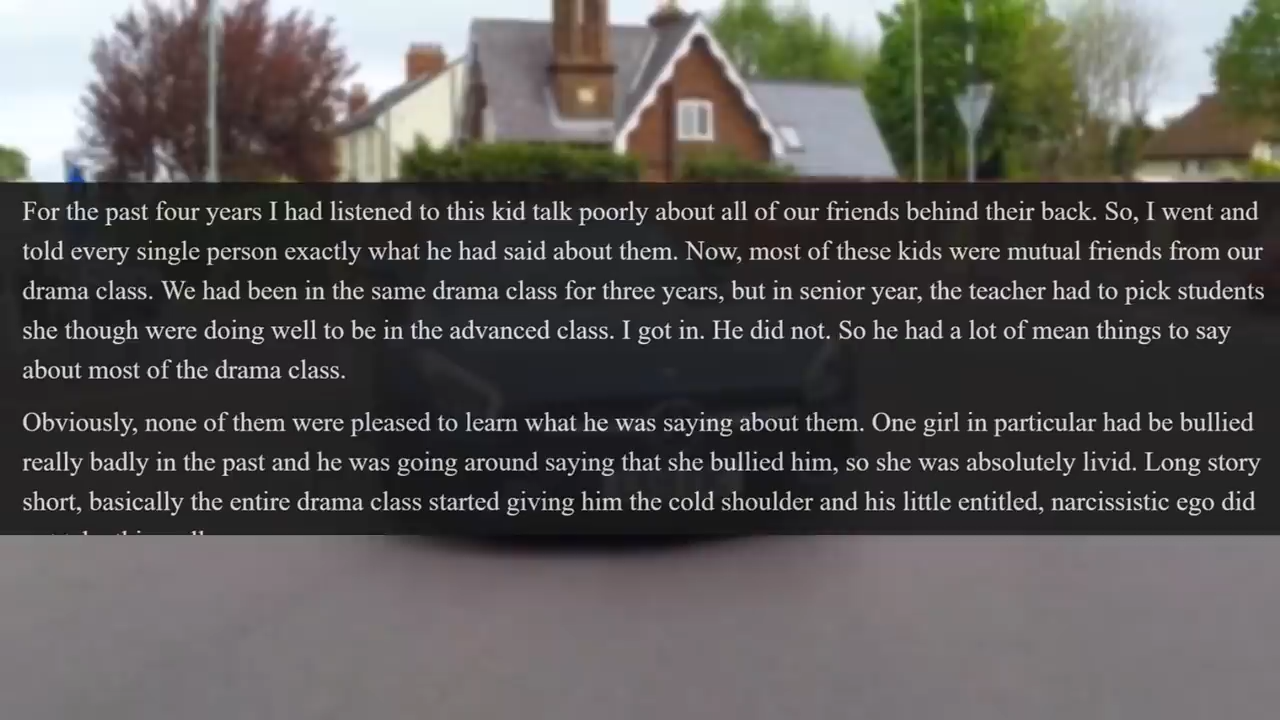 For the past four years I had listened to this kid talk poorly about all of our friends behind their back. So, I went and
told every single person exactly what he had said about them. Now, most of these kids were mutual friends from our
drama class. We had been in the same drama class for three years, but in senior year, the teacher had to pick students
she though were doing well to be in the advanced class. I got in. He did not. So he had a lot of mean things to say
about most of the drama class.
Obviously, none of them were pleased to learn what he was saying about them. One girl in particular had be bullied
really badly in the past and he was going around saying that she bullied him, so she was absolutely livid. Long story
short, basically the entire drama class started giving him the cold shoulder and his little entitled, narcissistic ego did